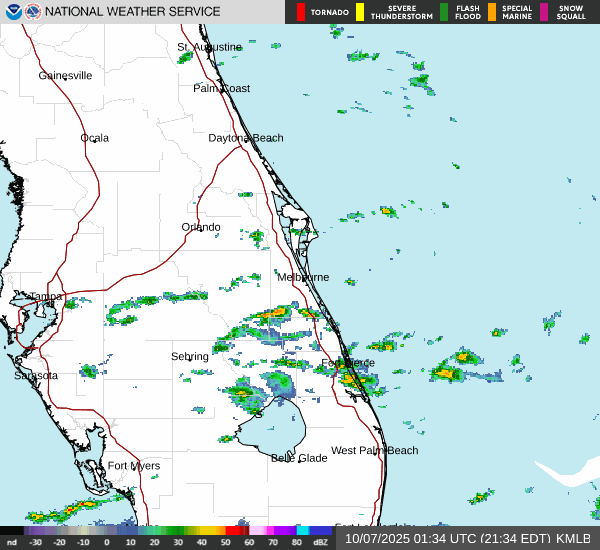 NATIONAL WEATHER SERVICE
TORNADO
SEVERE THUNDERSTORM
FLASH FLOOD
SPECIAL MARINE
SNOW SQUALL
St. Augustine
Gainesville
Palm Coast
Ocala
Daytona Beach
Orlando
Melbourne
Tampa
Sebring
Fort Pierce
Sarasota
West Palm Beach
Belle Glade
Fort Myers
nd -30 -20 -10 0 10 20 30 40 50 60 70 80 dBZ
10/07/2025 01:34 UTC (21:34 EDT) KMLB